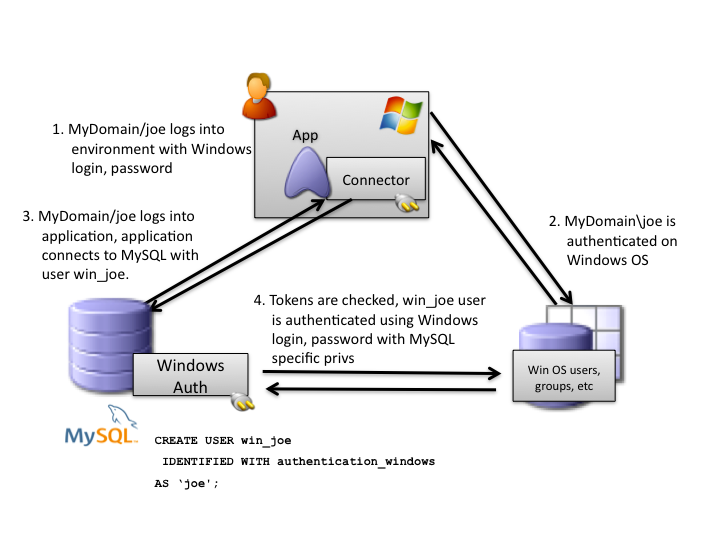 1. MyDomain/joe logs into
environment with Windows
login, password
App
Connector
3. MyDomain/joe logs into
application, application
connects to MySQL with
user win_joe.
2. MyDomain\joe is
authenticated on
Windows OS
4. Tokens are checked, win_joe user
is authenticated using Windows
login, password with MySQL
specific privs
Windows
Auth
Win OS users,
groups, etc
MySQL™
CREATE USER win_joe
IDENTIFIED WITH authentication_windows
AS ‘joe';